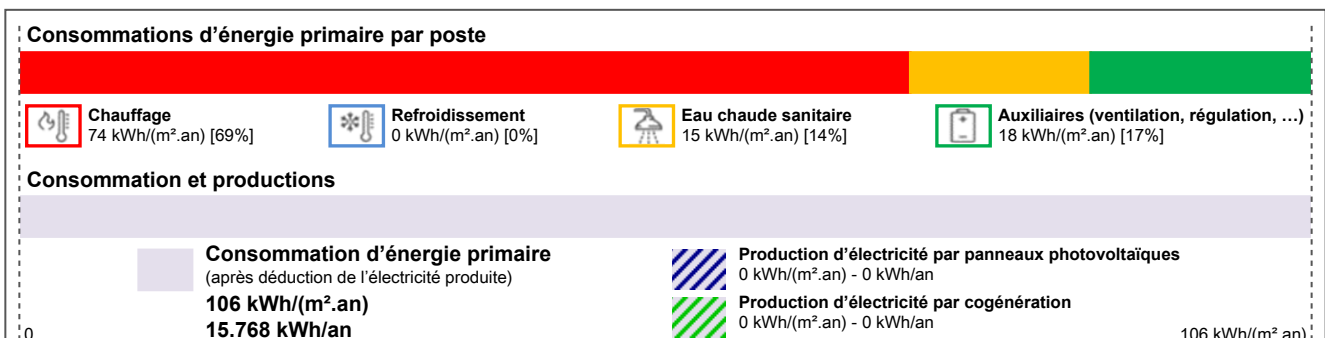 Consommations d’énergie primaire par poste
Chauffage
74 kWh/(m².an) [69%]
Refroidissement
0 kWh/(m².an) [0%]
Eau chaude sanitaire
15 kWh/(m².an) [14%]
Auxiliaires (ventilation, régulation, …)
18 kWh/(m².an) [17%]
Consommation et productions
Consommation d’énergie primaire
(après déduction de l’électricité produite)
106 kWh/(m².an)
15.768 kWh/an
Production d’électricité par panneaux photovoltaïques
0 kWh/(m².an) - 0 kWh/an
Production d’électricité par cogénération
0 kWh/(m².an) - 0 kWh/an
0
106 kWh/(m².an)